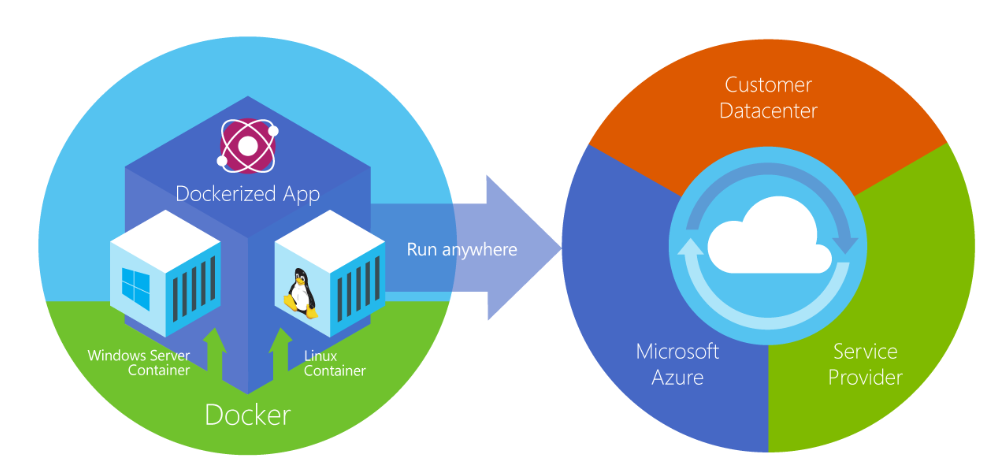 Dockerized App
Windows Server
Container
Linux
Container
Docker
Run anywhere
Customer
Datacenter
Microsoft
Azure
Service
Provider